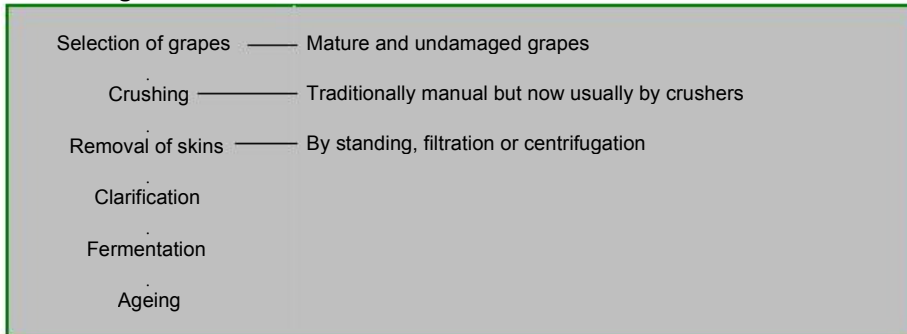 Selection of grapes Mature and undamaged grapes
Crushing Traditionally manual but now usually by crushers
Removal of skins By standing, filtration or centrifugation
Clarification
Fermentation
Ageing